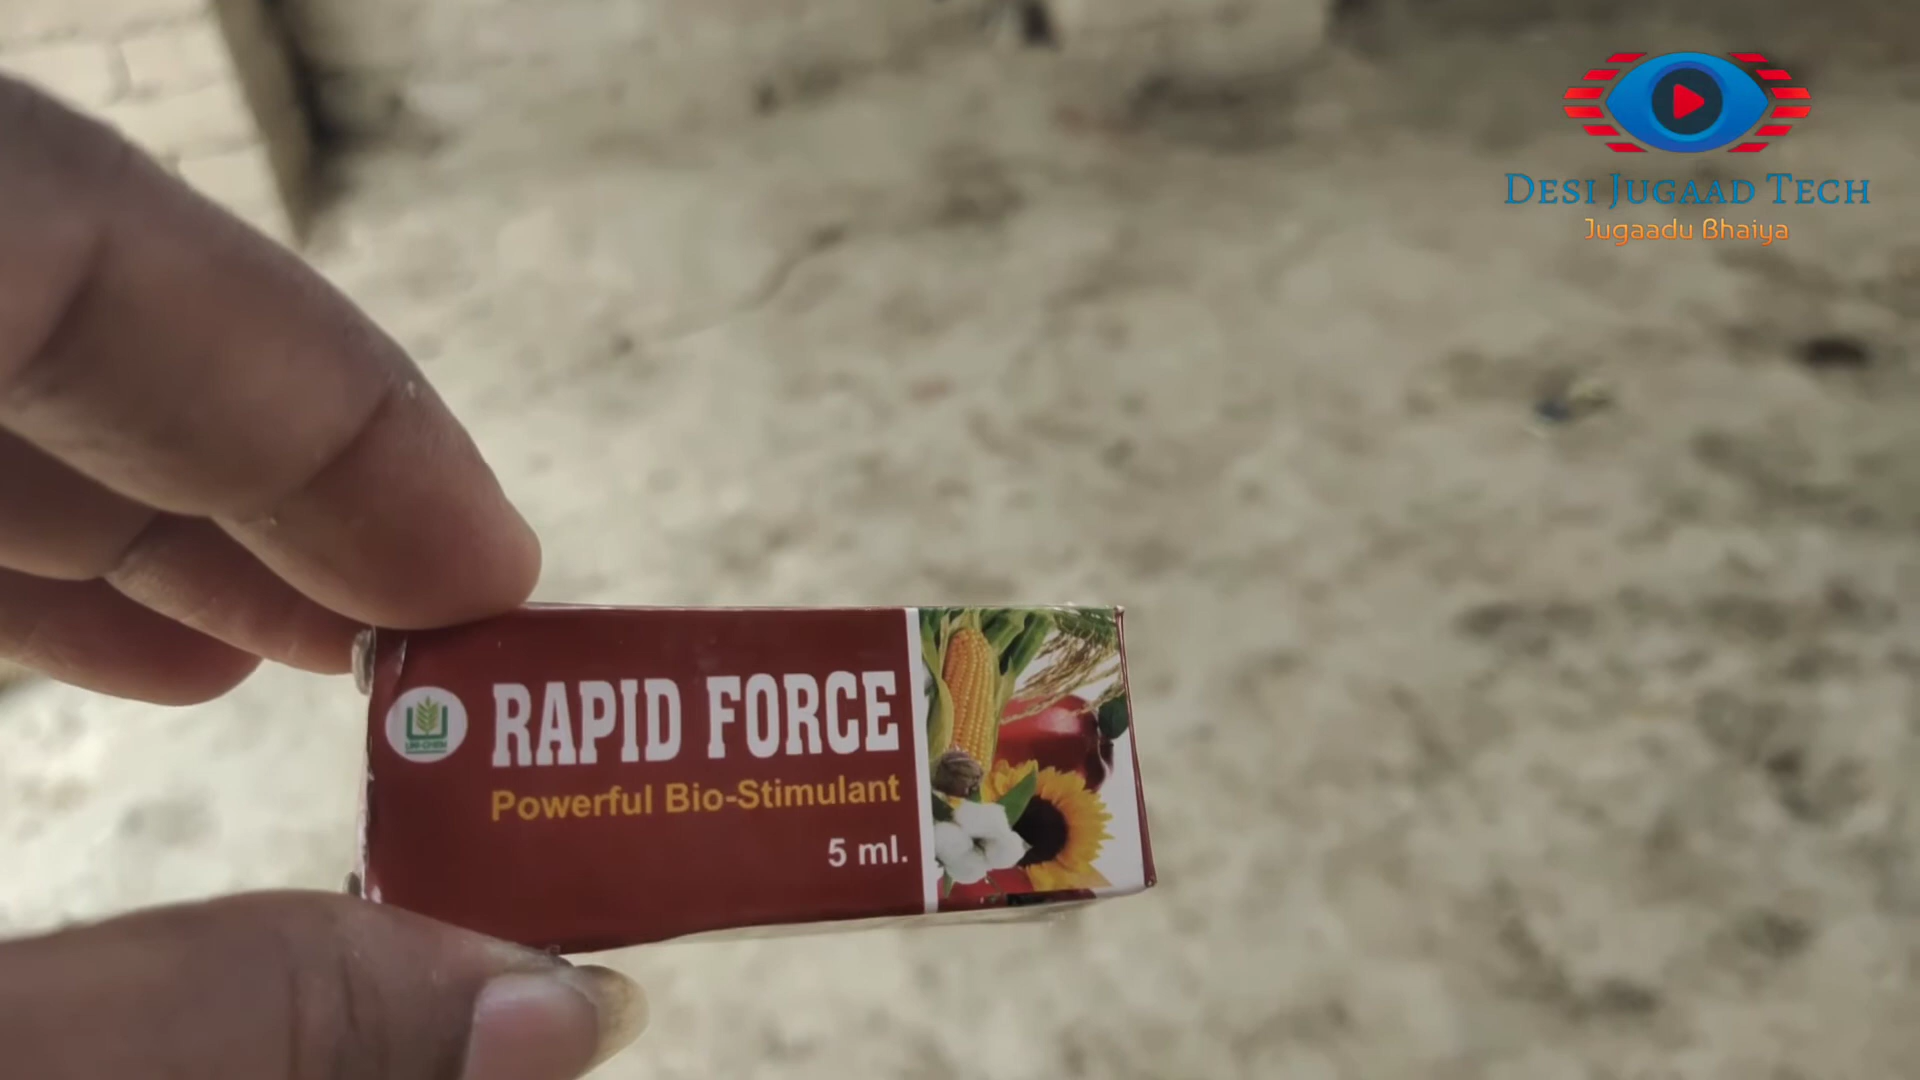 DESI JUGAAD TECH
Jugaadu Bhaiya
RAPID FORCE
Powerful Bio-Stimulant
5 ml.